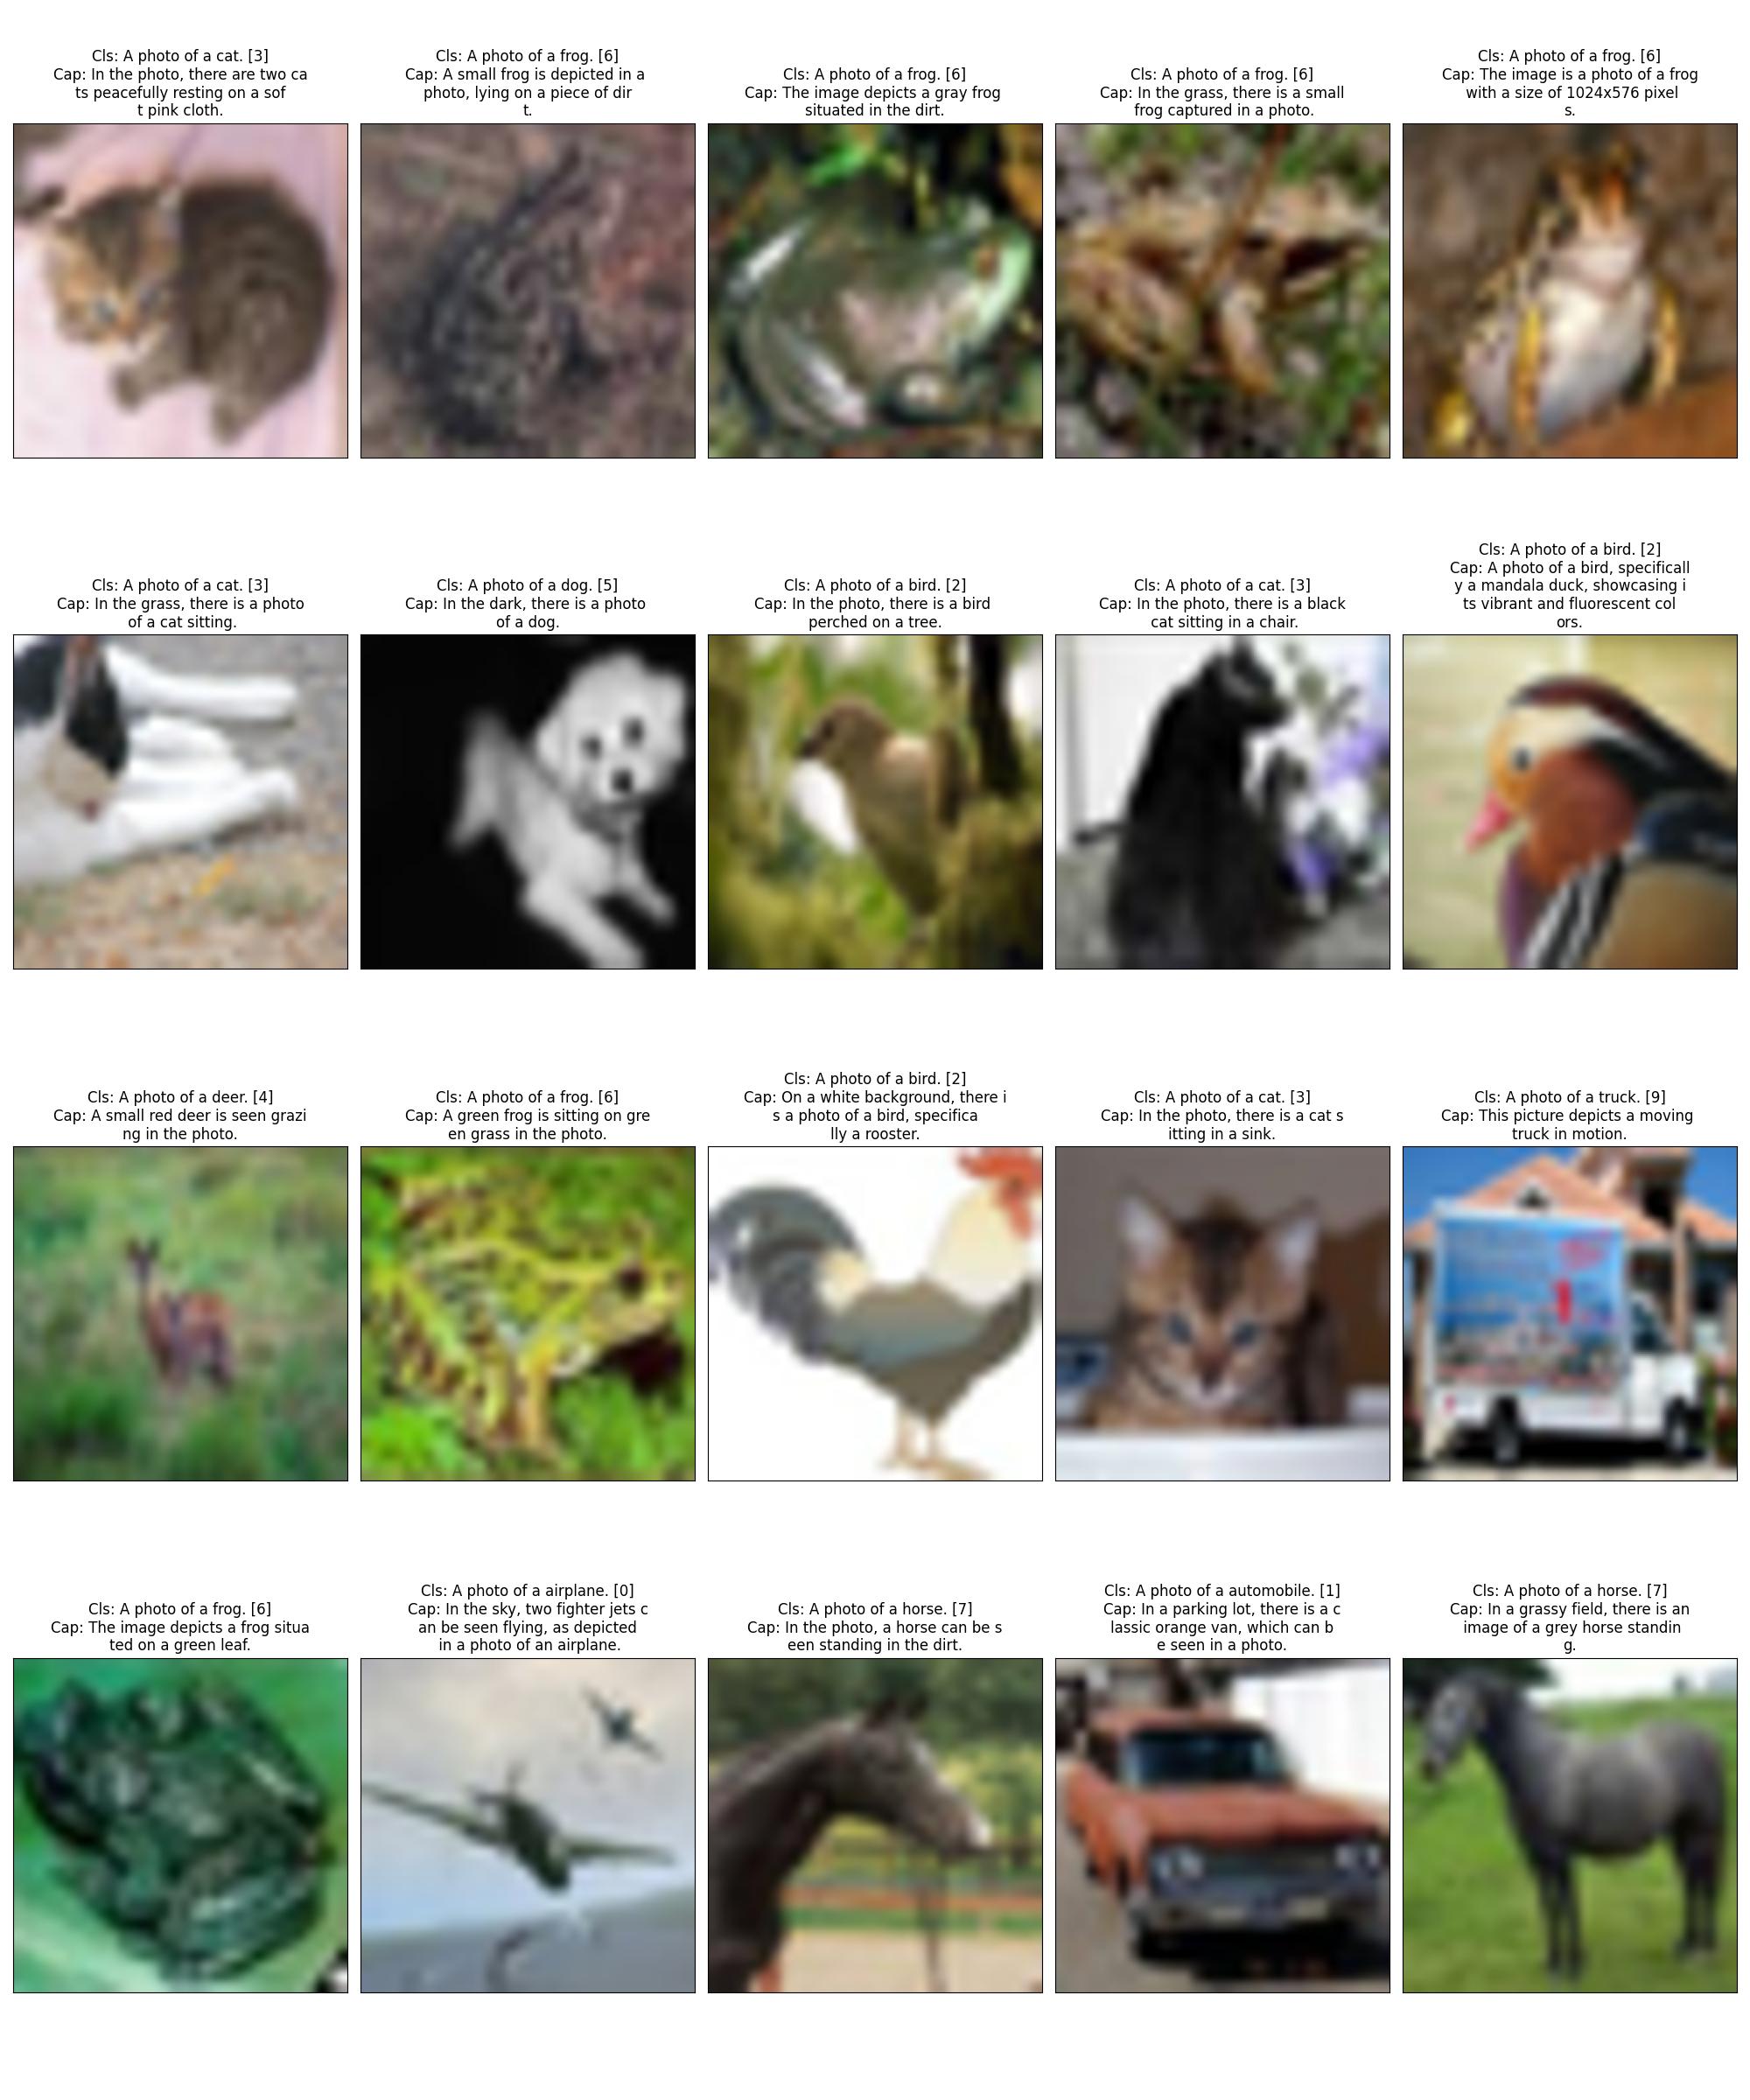 Cls: A photo of a cat. [3]
Cap: In the photo, there are two ca
ts peacefully resting on a sof
t pink cloth.
Cls: A photo of a frog. [6]
Cap: A small frog is depicted in a
photo, lying on a piece of dir
t.
Cls: A photo of a frog. [6]
Cap: The image depicts a gray frog
situated in the dirt.
Cls: A photo of a frog. [6]
Cap: In the grass, there is a small
frog captured in a photo.
Cls: A photo of a frog. [6]
Cap: The image is a photo of a frog
with a size of 1024x576 pixel
s.
Cls: A photo of a cat. [3]
Cap: In the grass, there is a photo
of a cat sitting.
Cls: A photo of a dog. [5]
Cap: In the dark, there is a photo
of a dog.
Cls: A photo of a bird. [2]
Cap: In the photo, there is a bird
perched on a tree.
Cls: A photo of a cat. [3]
Cap: In the photo, there is a black
cat sitting in a chair.
Cls: A photo of a bird. [2]
Cap: A photo of a bird, specificall
y a mandala duck, showcasing i
ts vibrant and fluorescent col
ors.
Cls: A photo of a deer. [4]
Cap: A small red deer is seen grazi
ng in the photo.
Cls: A photo of a frog. [6]
Cap: A green frog is sitting on gre
en grass in the photo.
Cls: A photo of a bird. [2]
Cap: On a white background, there i
s a photo of a bird, specifica
lly a rooster.
Cls: A photo of a cat. [3]
Cap: In the photo, there is a cat s
itting in a sink.
Cls: A photo of a truck. [9]
Cap: This picture depicts a moving
truck in motion.
Cls: A photo of a frog. [6]
Cap: The image depicts a frog situa
ted on a green leaf.
Cls: A photo of a airplane. [0]
Cap: In the sky, two fighter jets c
an be seen flying, as depicted
in a photo of an airplane.
Cls: A photo of a horse. [7]
Cap: In the photo, a horse can be s
een standing in the dirt.
Cls: A photo of a automobile. [1]
Cap: In a parking lot, there is a c
lassic orange van, which can b
e seen in a photo.
Cls: A photo of a horse. [7]
Cap: In a grassy field, there is an
image of a grey horse standin
g.